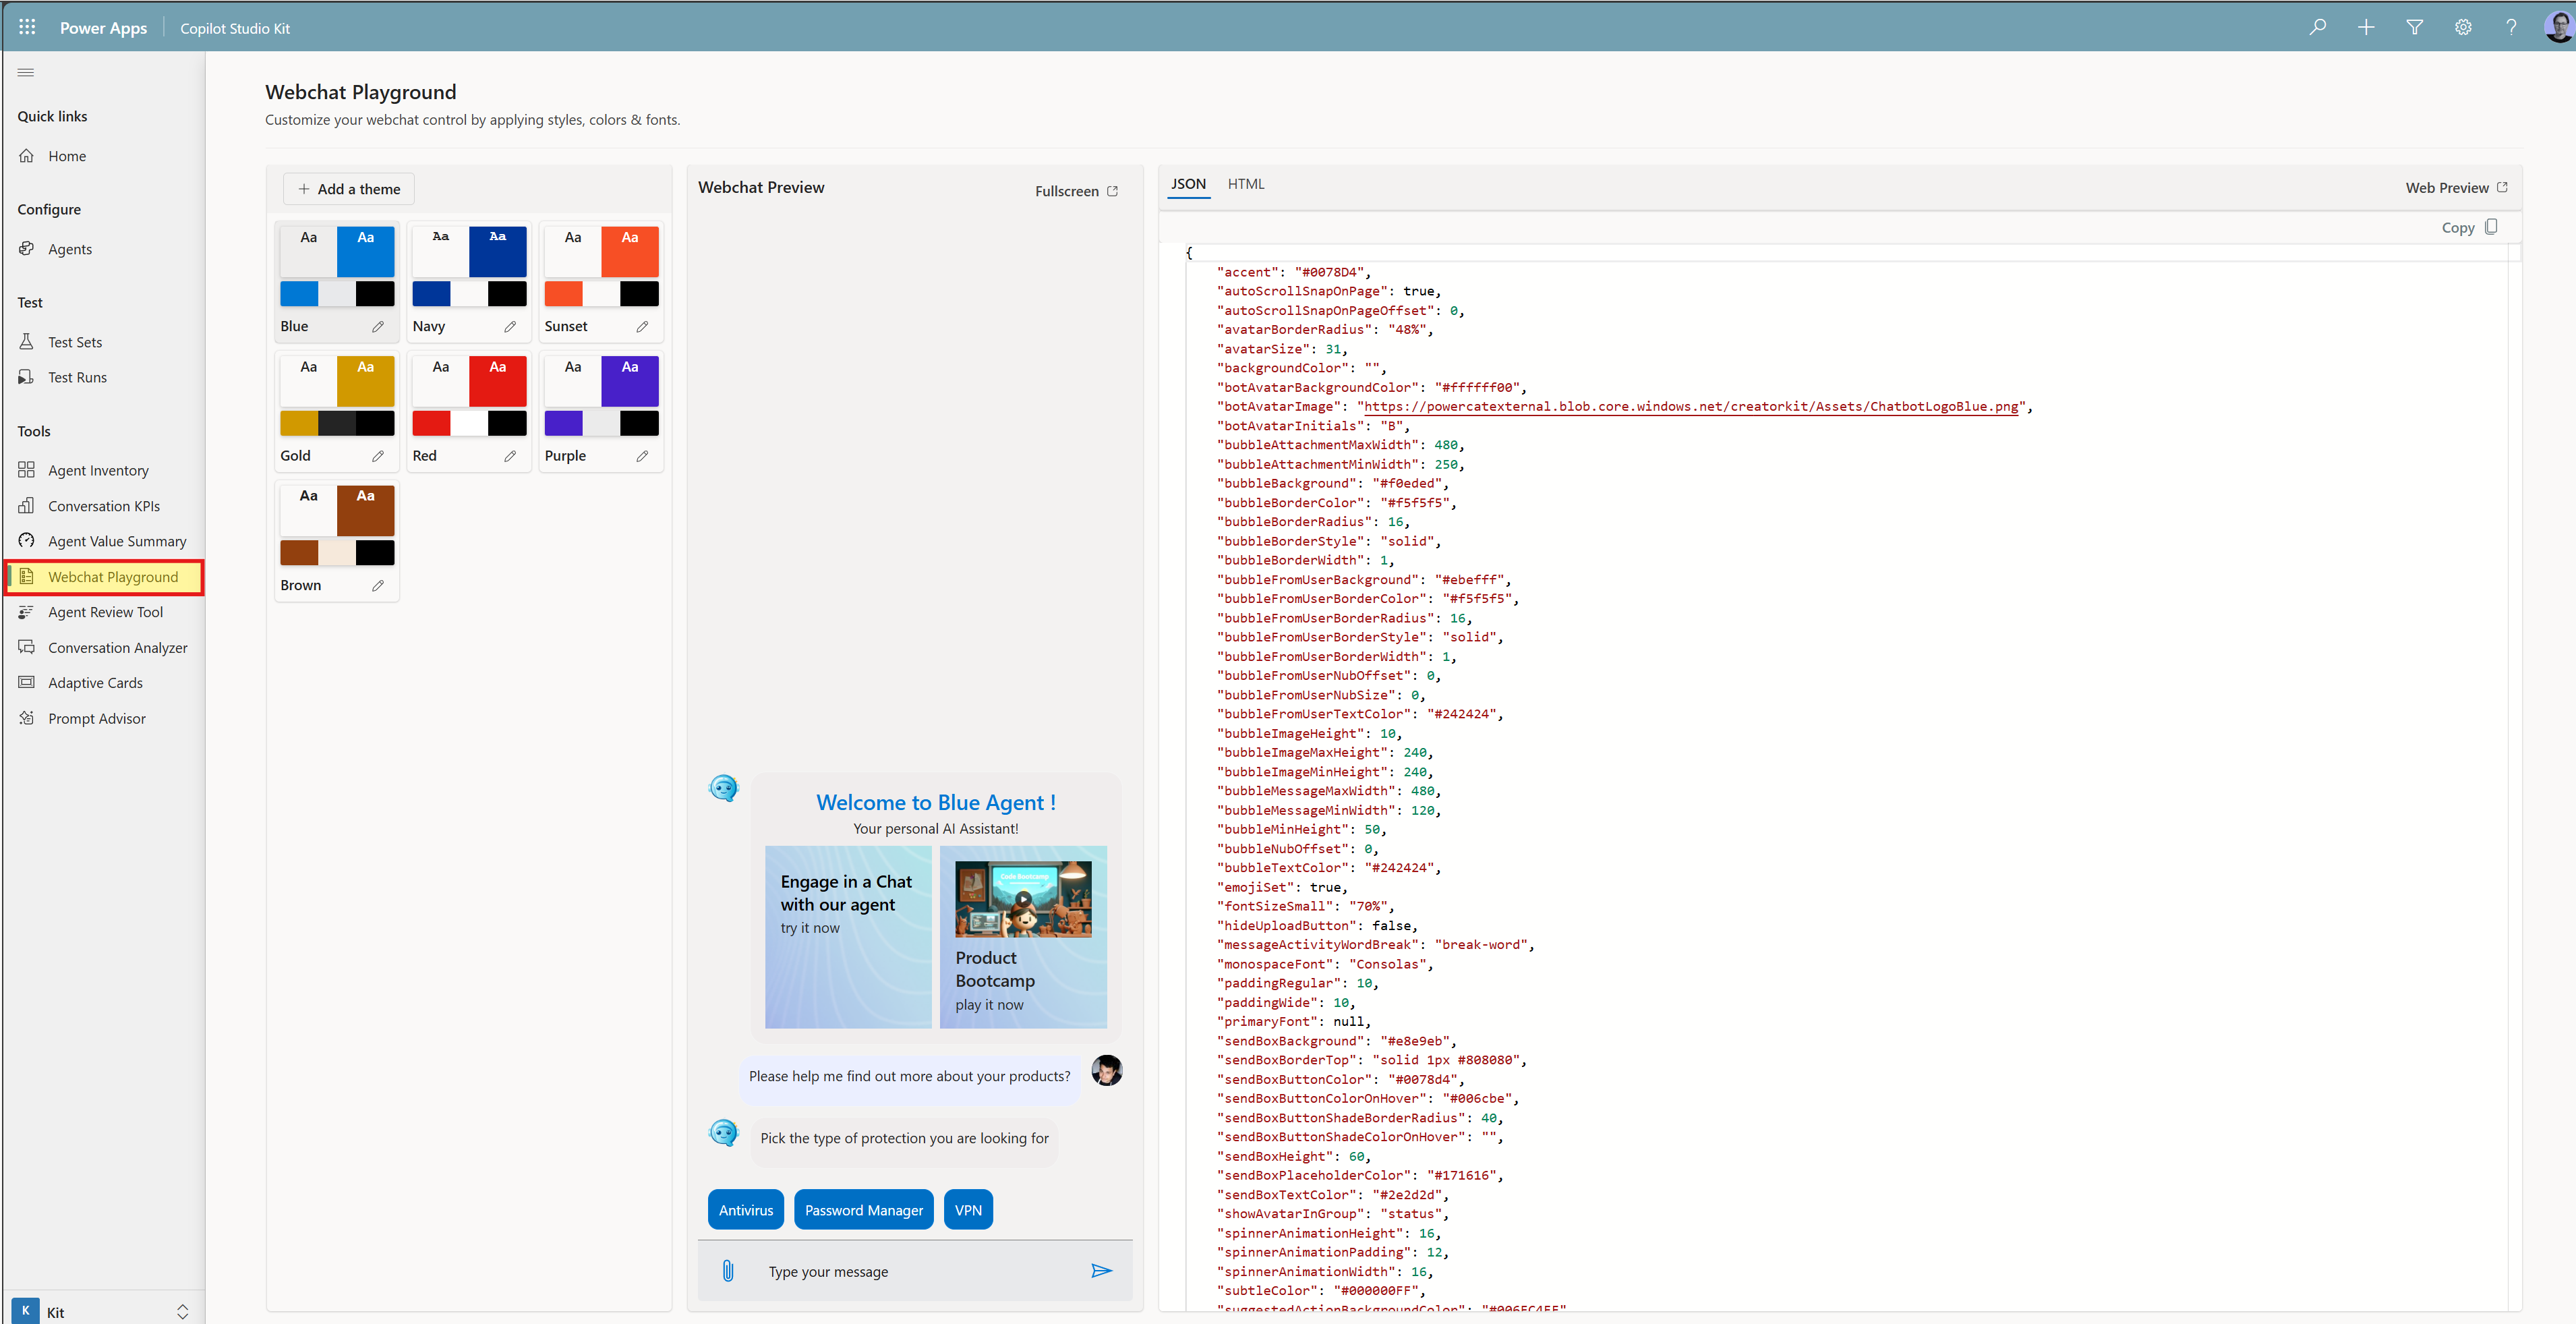 Power Apps
Copilot Studio Kit
Quick links
Home
Configure
Agents
Test
Test Sets
Test Runs
Tools
Agent Inventory
Conversation KPIs
Agent Value Summary
Webchat Playground
Agent Review Tool
Conversation Analyzer
Adaptive Cards
Prompt Advisor
K Kit
Webchat Playground
Customize your webchat control by applying styles, colors & fonts.
+ Add a theme
Aa Aa
Aa Aa
Aa Aa
Blue
Navy
Sunset
Aa Aa
Aa Aa
Aa Aa
Gold
Red
Purple
Aa Aa
Brown
Webchat Preview
Fullscreen
Welcome to Blue Agent !
Your personal AI Assistant!
Engage in a Chat
with our agent
try it now
Code Bootcamp
Product
Bootcamp
play it now
Please help me find out more about your products?
Pick the type of protection you are looking for
Antivirus
Password Manager
VPN
Type your message
JSON
HTML
Web Preview
Copy
{
"accent": "#0078D4",
"autoScrollSnapOnPage": true,
"autoScrollSnapOnPageOffset": 0,
"avatarBorderRadius": "48%",
"avatarSize": 31,
"backgroundColor": "",
"botAvatarBackgroundColor": "#ffffff00",
"botAvatarImage": "https://powercatexternal.blob.core.windows.net/creatorkit/Assets/ChatbotLogoBlue.png",
"botAvatarInitials": "B",
"bubbleAttachmentMaxWidth": 480,
"bubbleAttachmentMinWidth": 250,
"bubbleBackground": "#f0eded",
"bubbleBorderColor": "#f5f5f5",
"bubbleBorderRadius": 16,
"bubbleBorderStyle": "solid",
"bubbleBorderWidth": 1,
"bubbleFromUserBackground": "#ebefff",
"bubbleFromUserBorderColor": "#f5f5f5",
"bubbleFromUserBorderRadius": 16,
"bubbleFromUserBorderStyle": "solid",
"bubbleFromUserBorderWidth": 1,
"bubbleFromUserNubOffset": 0,
"bubbleFromUserNubSize": 0,
"bubbleFromUserTextColor": "#242424",
"bubbleImageHeight": 10,
"bubbleImageMaxHeight": 240,
"bubbleImageMinHeight": 240,
"bubbleMessageMaxWidth": 480,
"bubbleMessageMinWidth": 120,
"bubbleMinHeight": 50,
"bubbleNubOffset": 0,
"bubbleTextColor": "#242424",
"emojiSet": true,
"fontSizeSmall": "70%",
"hideUploadButton": false,
"messageActivityWordBreak": "break-word",
"monospaceFont": "Consolas",
"paddingRegular": 10,
"paddingWide": 10,
"primaryFont": null,
"sendBoxBackground": "#e8e9eb",
"sendBoxBorderTop": "solid 1px #808080",
"sendBoxButtonColor": "#0078d4",
"sendBoxButtonColorOnHover": "#006cbe",
"sendBoxButtonShadeBorderRadius": 40,
"sendBoxButtonShadeColorOnHover": "",
"sendBoxHeight": 60,
"sendBoxPlaceholderColor": "#171616",
"sendBoxTextColor": "#2e2d2d",
"showAvatarInGroup": "status",
"spinnerAnimationHeight": 16,
"spinnerAnimationPadding": 12,
"spinnerAnimationWidth": 16,
"subtleColor": "#000000FF",
"suggestedActionBackgroundColor": "#006FC4FF"